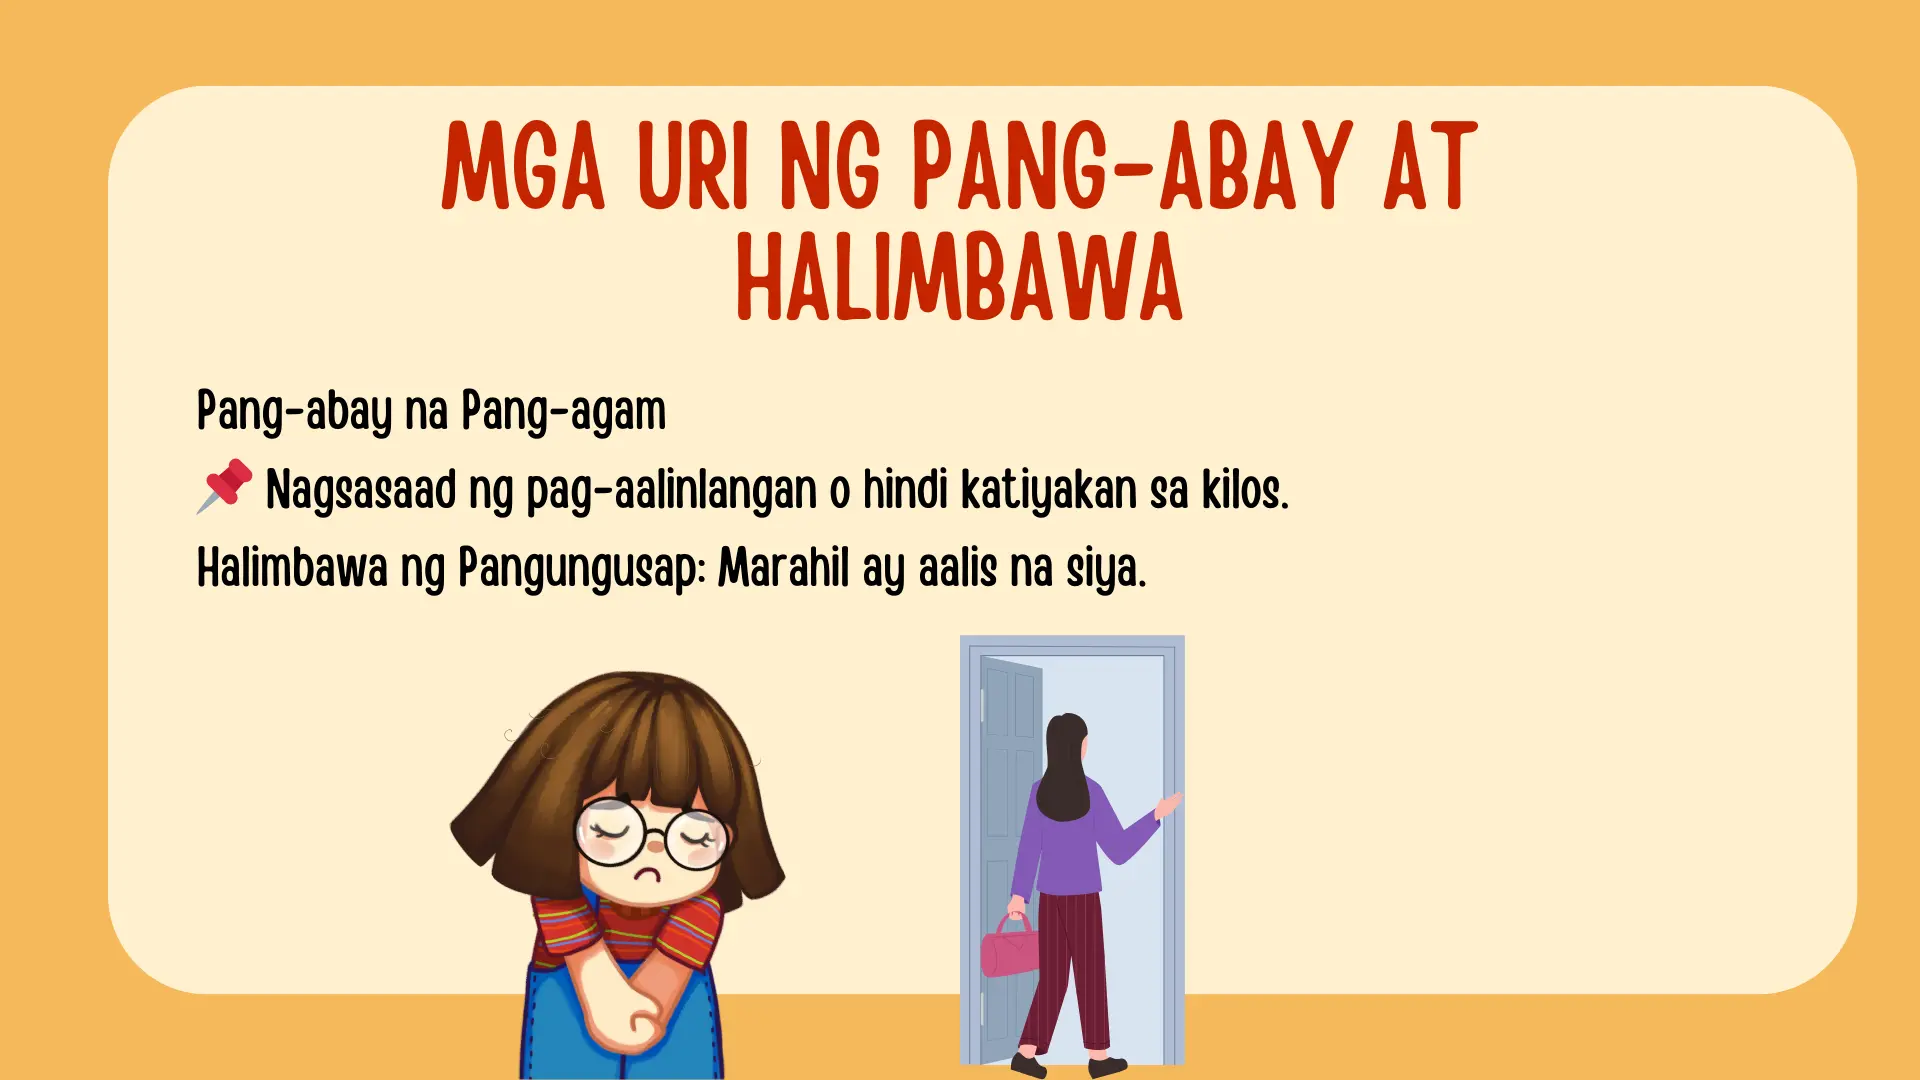 MGA URI NG PANG-ABAY AT
HALIMBAWA
Pang-abay na Pang-agam
📌 Nagsasaad ng pag-aalinlangan o hindi katiyakan sa kilos.
Halimbawa ng Pangungusap: Marahil ay aalis na siya.